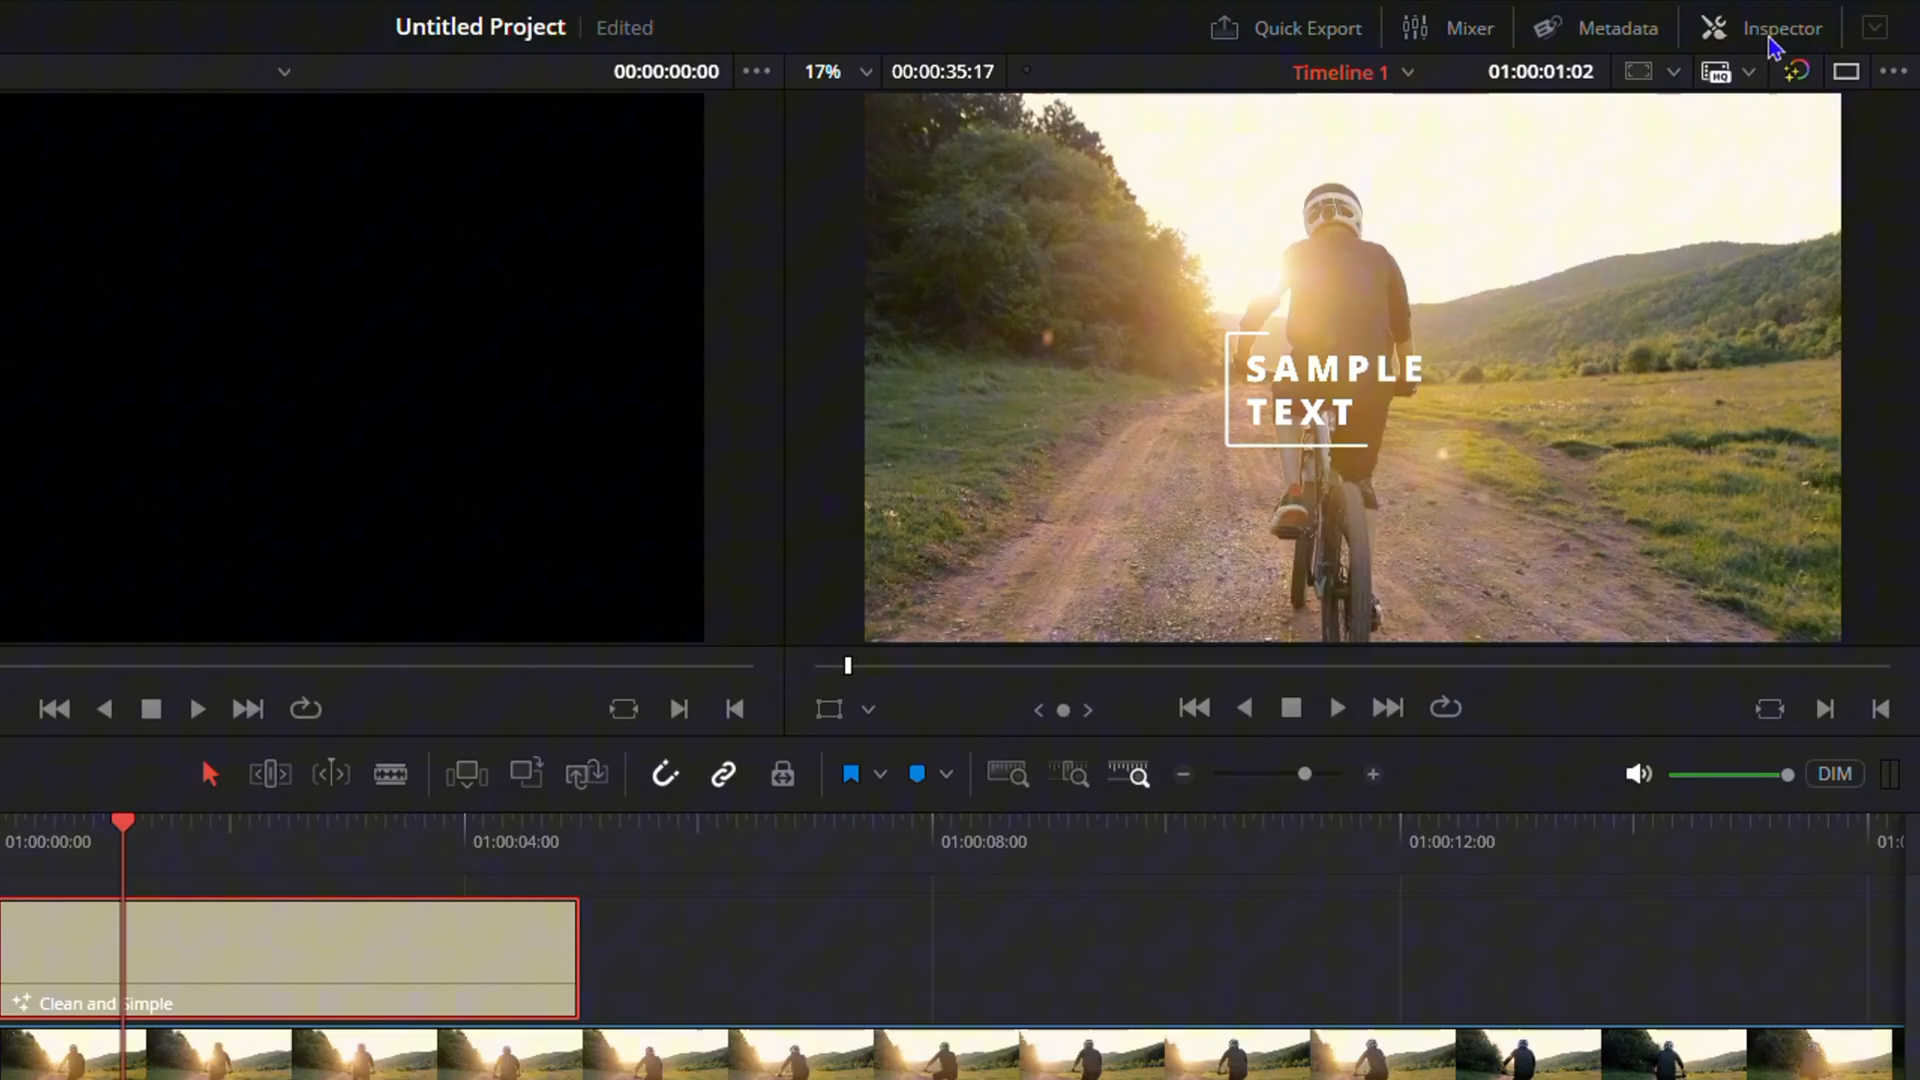 Untitled Project
Edited
Quick Export
Mixer
Metadata
Inspector
00:00:00:00
17%
00:00:35:17
Timeline 1
01:00:01:02
HQ
SAMPLE
TEXT
DIM
01:00:00:00
01:00:04:00
01:00:08:00
01:00:12:00
Clean and Simple